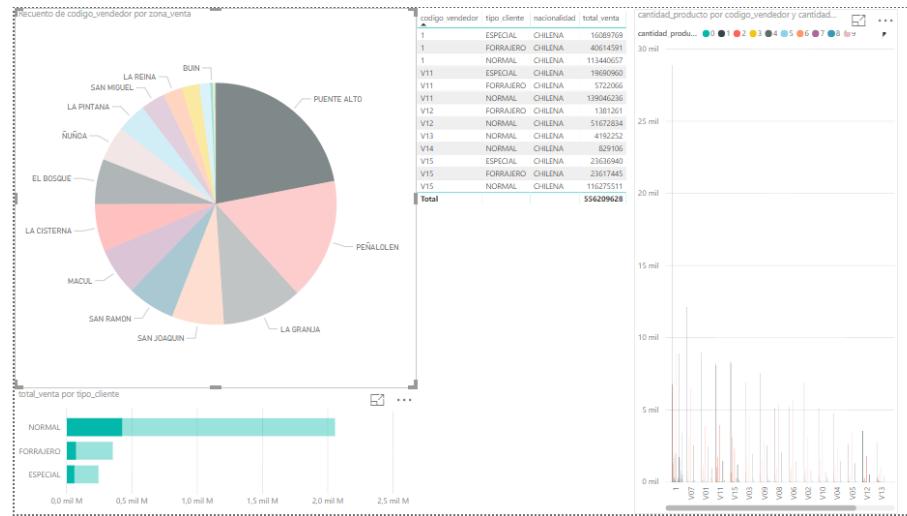 Recuento de codigo_vendedor por zona_venta
BUIN
LA REINA
SAN MIGUEL
LA PINTANA
ÑUÑOA
EL BOSQUE
LA CISTERNA
MACUL
SAN RAMON
SAN JOAQUIN
LA GRANJA
PEÑALOLEN
PUENTE ALTO
codigo_vendedor tipo_cliente nacionalidad total_venta
1 ESPECIAL CHILENA 16089769
1 FORRAJERO CHILENA 40614591
1 NORMAL CHILENA 113440657
V11 ESPECIAL CHILENA 19690960
V11 FORRAJERO CHILENA 5722066
V11 NORMAL CHILENA 139046236
V12 FORRAJERO CHILENA 1381261
V12 NORMAL CHILENA 51672834
V13 NORMAL CHILENA 4192252
V14 NORMAL CHILENA 829106
V15 ESPECIAL CHILENA 23636940
V15 FORRAJERO CHILENA 23617445
V15 NORMAL CHILENA 116275511
Total 556209628
cantidad_producto por codigo_vendedor y cantidad...
cantidad_produ... 0 1 2 3 4 5 6 7 8 9
30 mil
25 mil
20 mil
15 mil
10 mil
5 mil
0 mil
1 V07 V01 V11 V15 V03 V09 V08 V06 V02 V10 V04 V05 V12 V13
total_venta por tipo_cliente
NORMAL
FORRAJERO
ESPECIAL
0,0 mil M 0,5 mil M 1,0 mil M 1,5 mil M 2,0 mil M 2,5 mil M